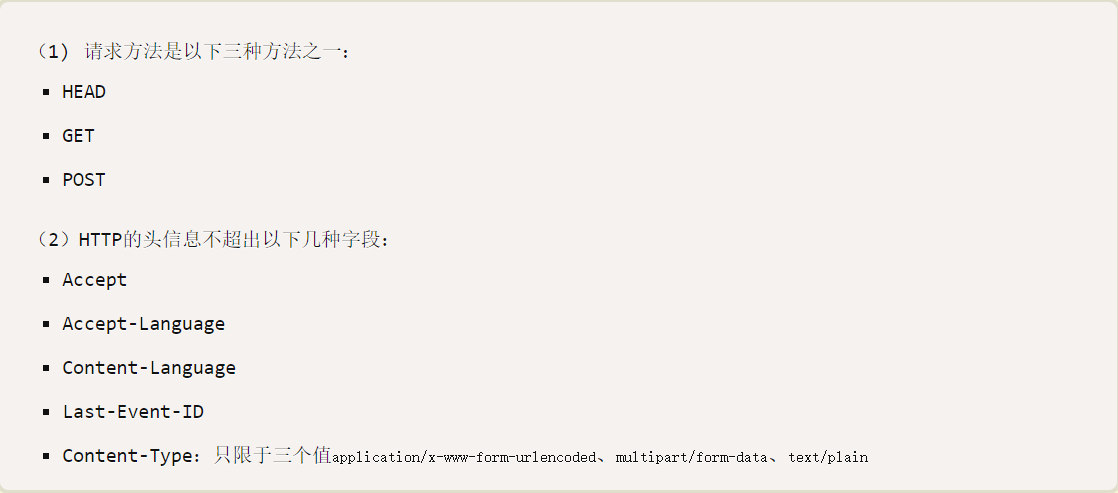 （1) 请求方法是以下三种方法之一：
▪ HEAD
▪ GET
▪ POST
（2）HTTP的头信息不超出以下几种字段：
▪ Accept
▪ Accept-Language
▪ Content-Language
▪ Last-Event-ID
▪ Content-Type：只限于三个值application/x-www-form-urlencoded、multipart/form-data、text/plain